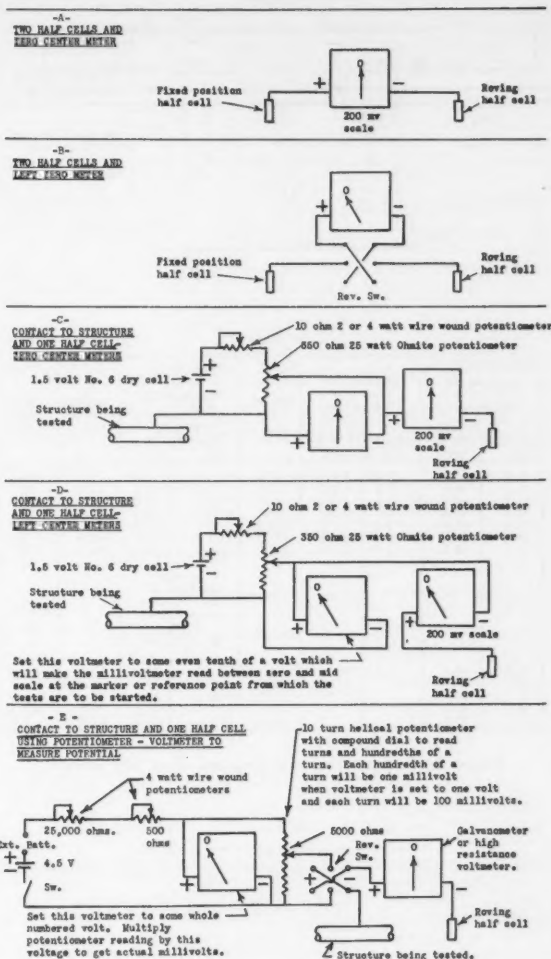 -A-
TWO HALF CELLS AND
ZERO CENTER METER
0
+
-
Fixed position
half cell
200 mv
scale
Roving
half cell
-B-
TWO HALF CELLS AND
LEFT ZERO METER
0
+
-
Fixed position
half cell
Rev. Sw.
Roving
half cell
-C-
CONTACT TO STRUCTURE
AND ONE HALF CELL-
ZERO CENTER METERS
10 ohm 2 or 4 watt wire wound potentiometer
ohm 25 watt Ohmite potentiometer
+
1.5 volt No. 6 dry cell
-
Structure being
tested
0
+
-
0
+
-
200 mv
scale
Roving
half cell
-D-
CONTACT TO STRUCTURE
AND ONE HALF CELL-
LEFT CENTER METERS
10 ohm 2 or 4 watt wire wound potentiometer
350 ohm 25 watt Ohmite potentiometer
+
1.5 volt No. 6 dry cell
-
Structure being
tested
0
+
-
0
+
-
200 mv scale
Roving
half cell
Set this voltmeter to some even tenth of a volt which
will make the millivoltmeter read between zero and mid
scale at the marker or reference point from which the
tests are to be started.
- E -
CONTACT TO STRUCTURE AND ONE HALF CELL
USING POTENTIOMETER - VOLTMETER TO
MEASURE POTENTIAL
10 turn helical potentiometer
with compound dial to read
turns and hundredths of a
turn. Each hundredth of
a turn will be one millivolt
when voltmeter is set to one volt
and each turn will be 100 millivolts.
4 watt wire wound
potentiometers
25,000 ohms.
500
ohms
Ext. Batt.
+
-
4.5 V
Sw.
0
+
-
5000 ohms
Rev.
Sw.
+
-
0
+
-
Galvanometer
or high
resistance
voltmeter.
Roving
half cell
Set this voltmeter to some whole
numbered volt. Multiply
potentiometer reading by this
voltage to get actual millivolts.
Structure being tested.